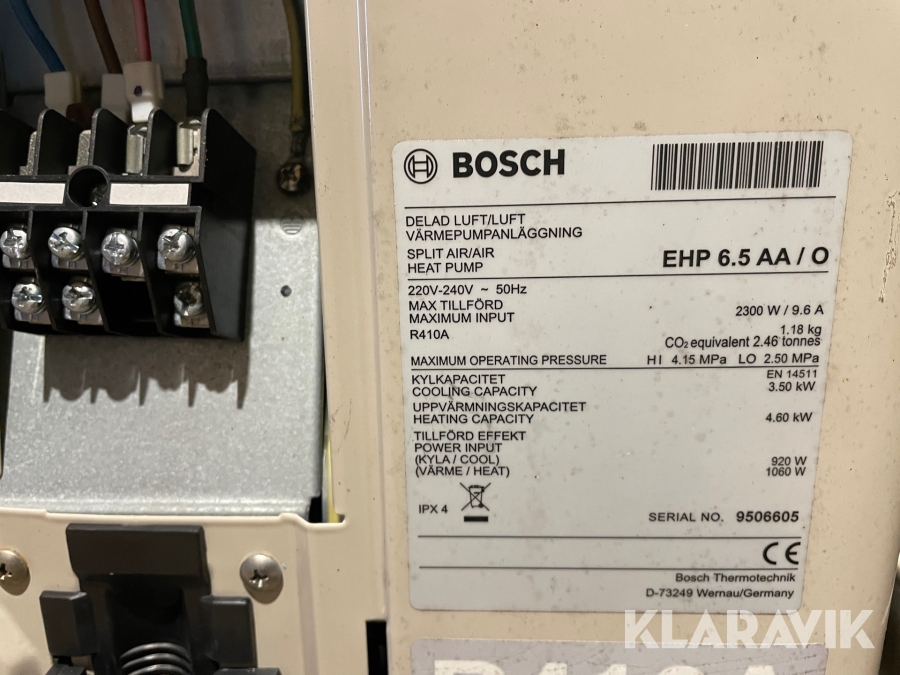 BOSCH
DELAD LUFT/LUFT
VÄRMEPUMPANLÄGGNING
SPLIT AIR/AIR
HEAT PUMP
EHP 6.5 AA / O
220V-240V ~ 50Hz
MAX TILLFÖRD
MAXIMUM INPUT
2300 W / 9.6 A
R410A
1.18 kg
CO2 equivalent 2.46 tonnes
MAXIMUM OPERATING PRESSURE HI 4.15 MPa LO 2.50 MPa
EN 14511
KYLKAPACITET
COOLING CAPACITY 3.50 kW
UPPVÄRMNINGSKAPACITET
HEATING CAPACITY 4.60 kW
TILLFÖRD EFFEKT
POWER INPUT
(KYLA / COOL) 920 W
(VÄRME / HEAT) 1060 W
IPX 4
SERIAL NO. 9506605
CE
Bosch Thermotechnik
D-73249 Wernau/Germany
KLARAVIK
R410A